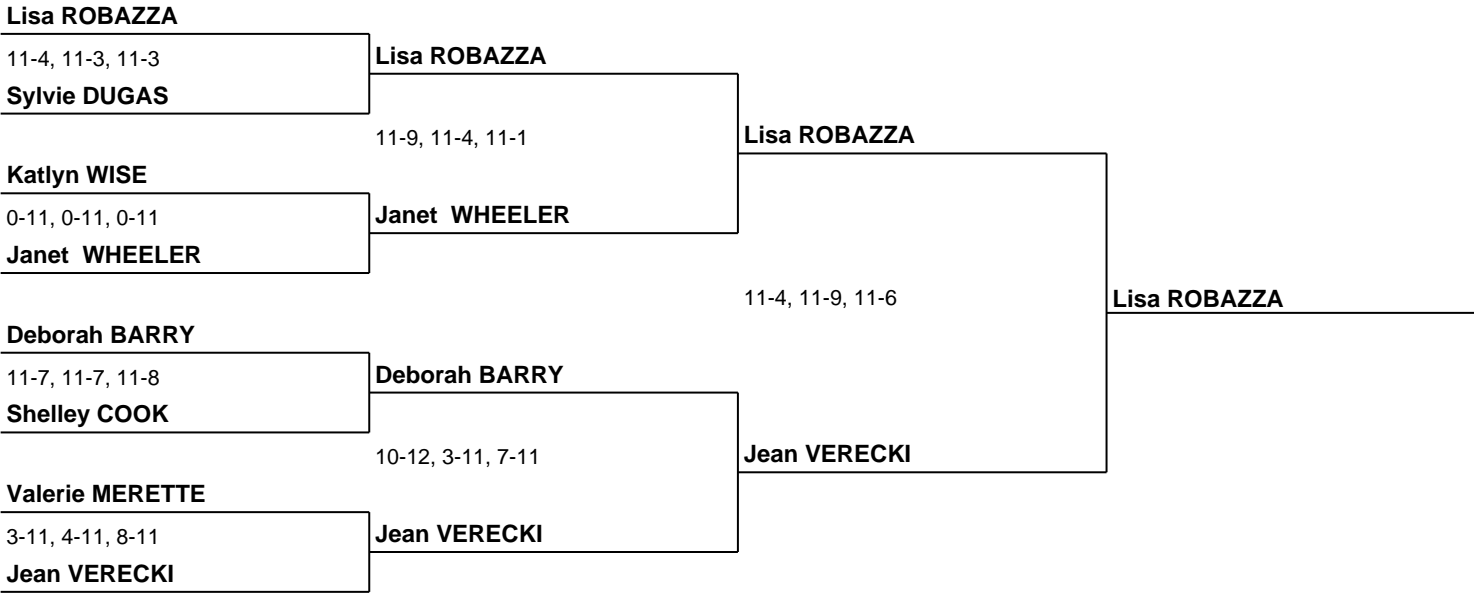 Lisa ROBAZZA
11-4, 11-3, 11-3
Lisa ROBAZZA
Sylvie DUGAS
11-9, 11-4, 11-1
Lisa ROBAZZA
Katlyn WISE
0-11, 0-11, 0-11
Janet  WHEELER
Janet  WHEELER
11-4, 11-9, 11-6
Lisa ROBAZZA
Deborah BARRY
11-7, 11-7, 11-8
Deborah BARRY
Shelley COOK
10-12, 3-11, 7-11
Jean VERECKI
Valerie MERETTE
3-11, 4-11, 8-11
Jean VERECKI
Jean VERECKI